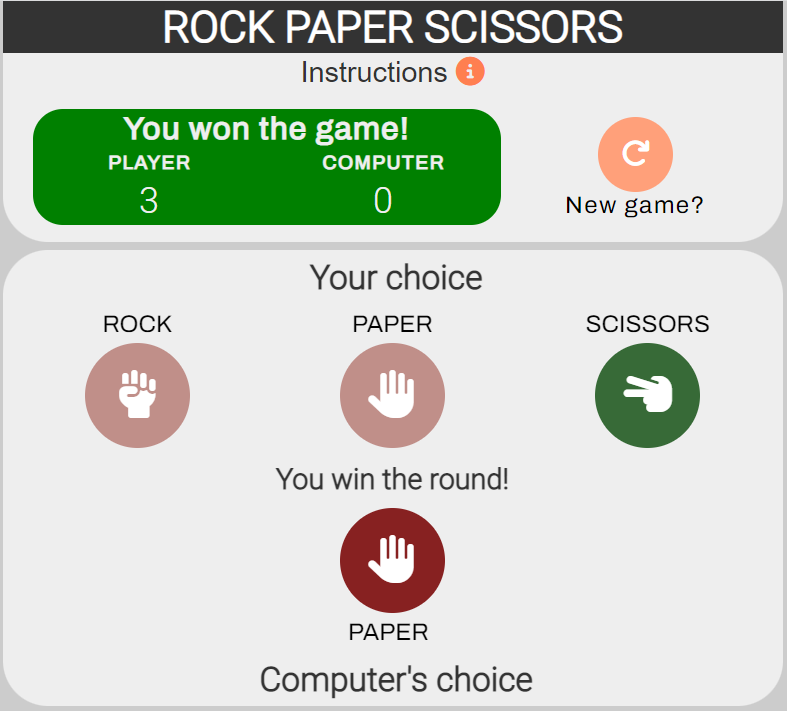 ROCK PAPER SCISSORS
Instructions i
You won the game!
PLAYER COMPUTER
3 0
New game?
Your choice
ROCK PAPER SCISSORS
You win the round!
PAPER
Computer's choice